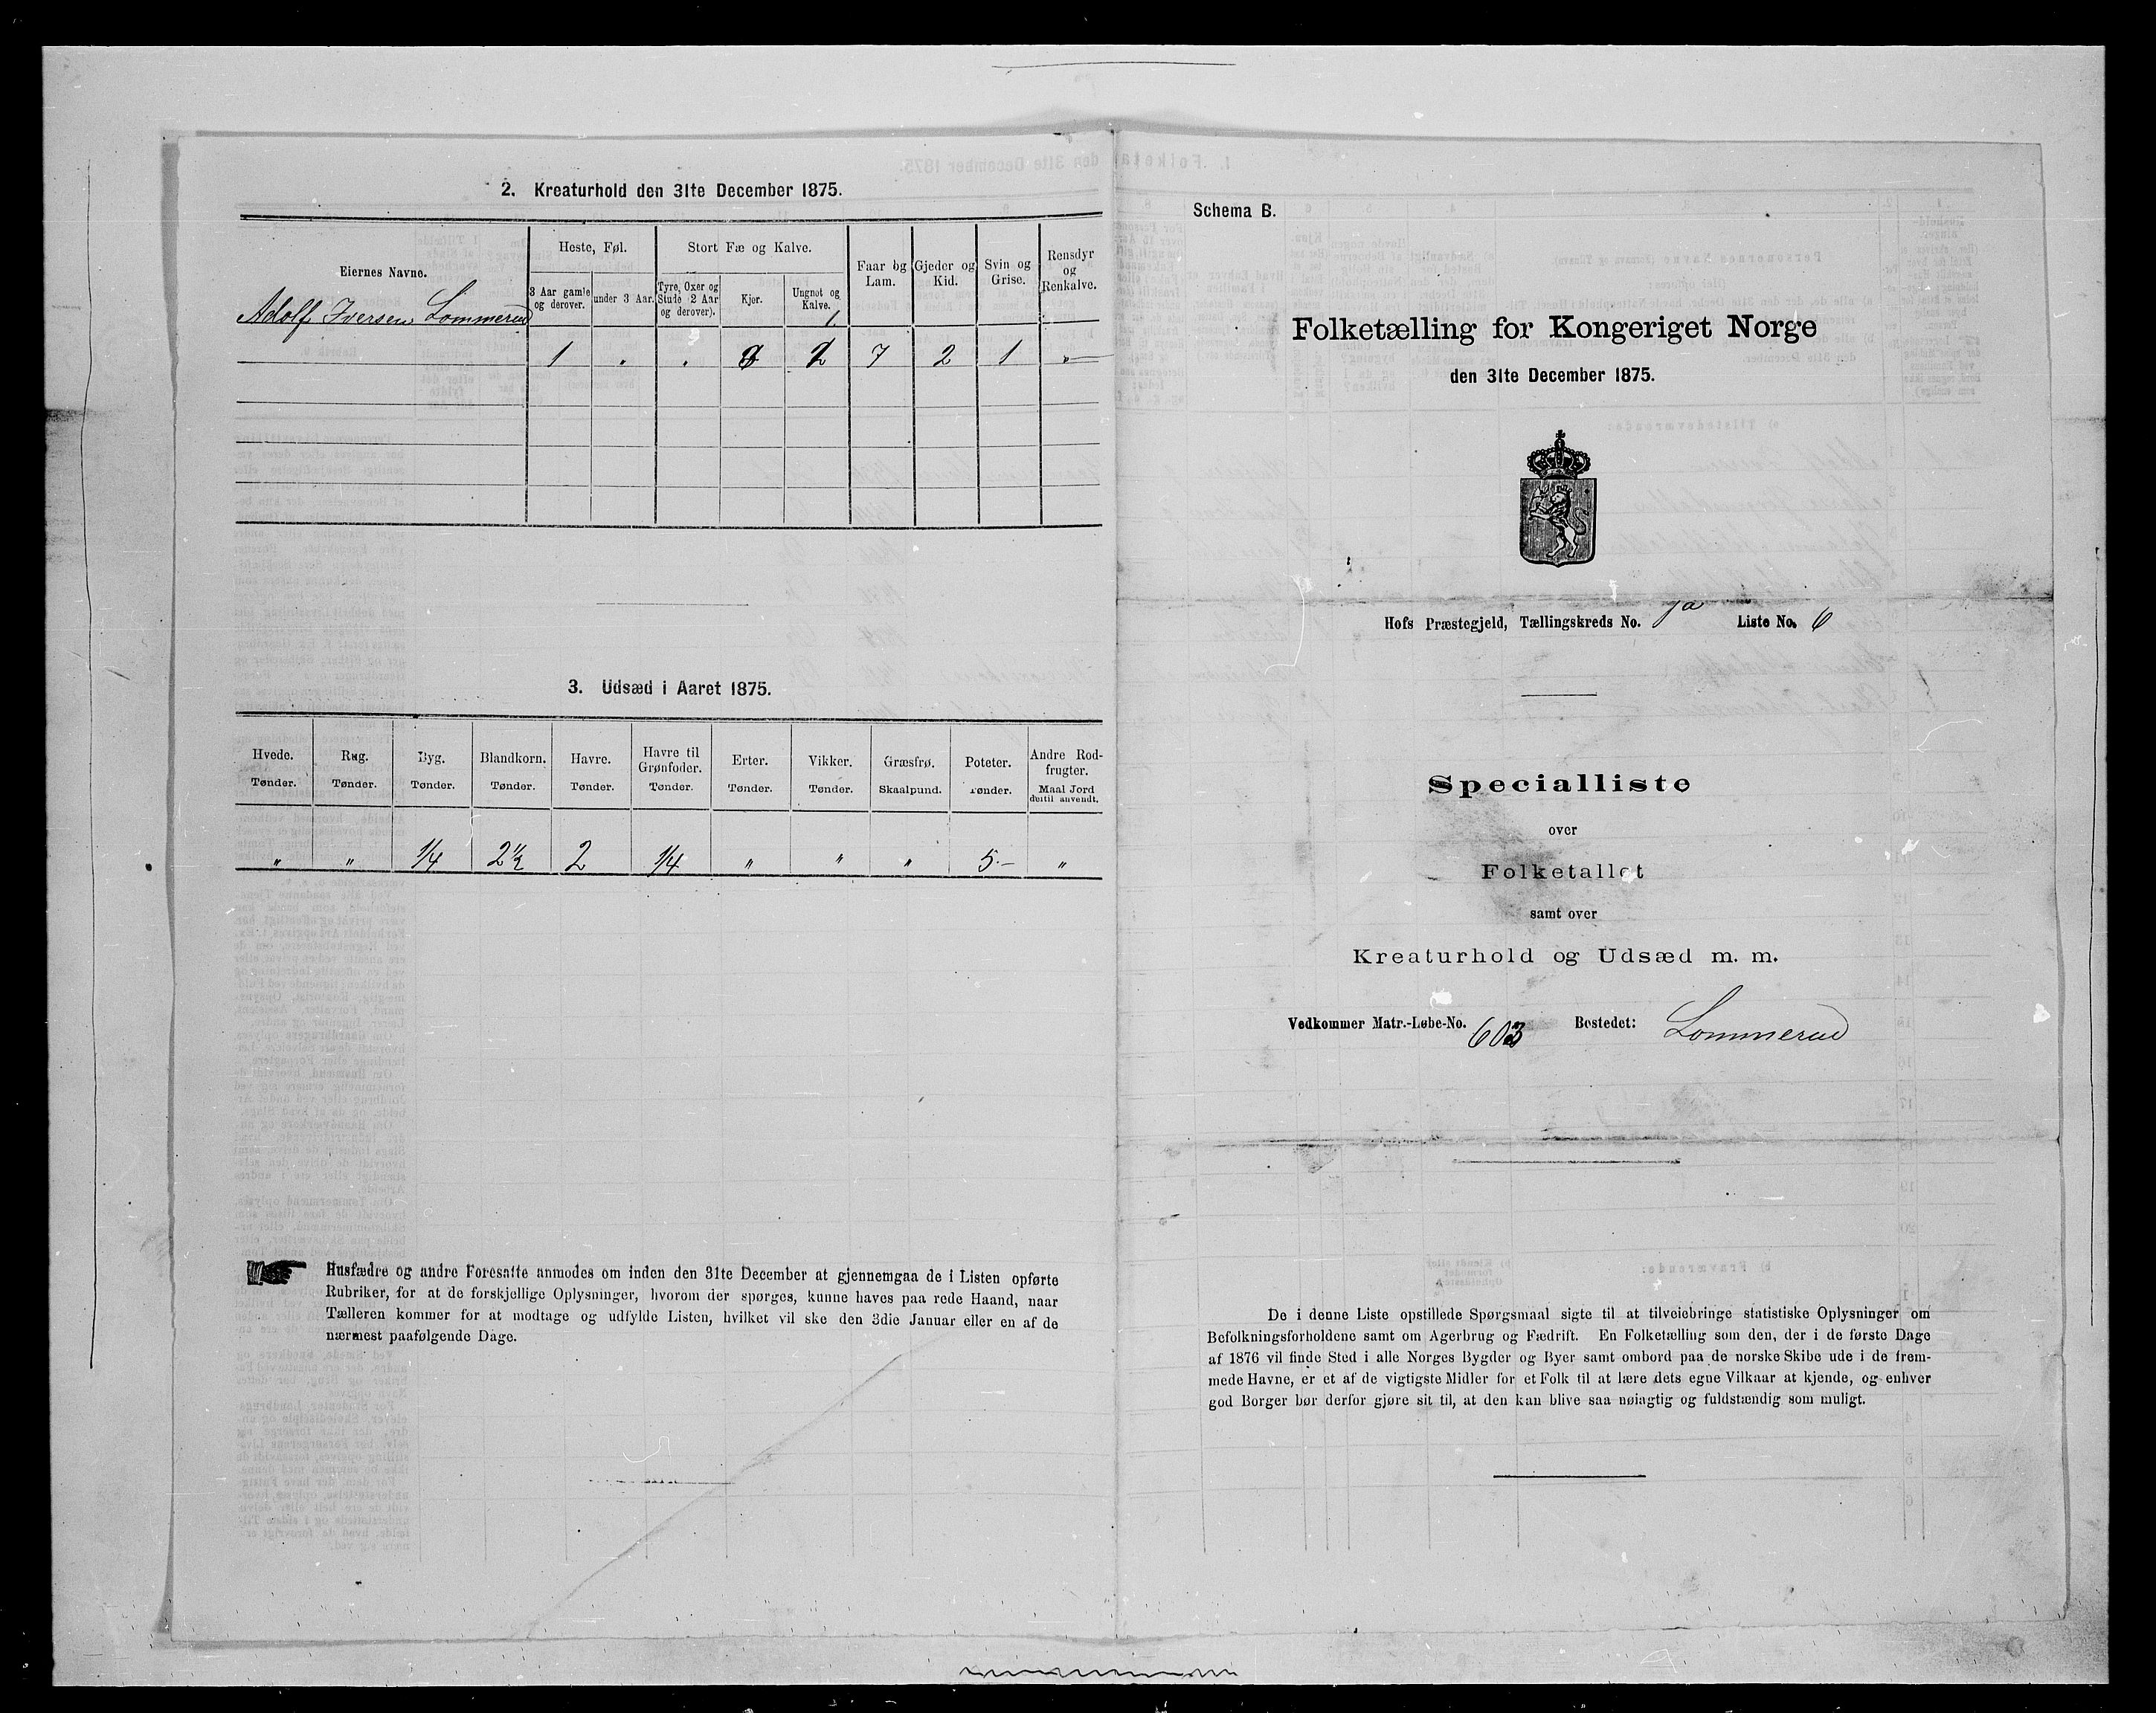 2. Kreaturhold den 31te December 1875.
Eiernes Navne.
Heste, Føl.
Stort Fæ og Kalve.
Faar og Lam.
Gjeder og Kid.
Svin og Grise.
Rensdyr og Renkalve.
3 Aar gamle og derover.
under 3 Aar.
Tyre, Oxer og Stude (2 Aar og derover).
Kjør.
Ungnøt og Kalve.
Adolf Iversen Lommerud
1 " " 7 2 1 "
3. Udsæd i Aaret 1875.
Hvede. Rug. Byg. Blandkorn. Havre. Havre til Grønfoder. Erter. Vikker. Græsfrø. Poteter. Andre Rodfrugter.
Tønder. Tønder. Tønder. Tønder. Tønder. Tønder. Tønder. Tønder. Skaalpund. Tønder. Maal Jord dertil anvendt.
" " 1/4 2 1/2 2 1/4 " " " 5.— "
Husfædre og andre Foresatte anmodes om inden den 31te December at gjennemgaa de i Listen opførte
Rubriker, for at de forskjellige Oplysninger, hvorom der spørges, kunne haves paa rede Haand, naar
Tælleren kommer for at modtage og udfylde Listen, hvilket vil ske den 3die Januar eller en af de
nærmest paafølgende Dage.
Schema B.
Folketælling for Kongeriget Norge
den 31te December 1875.
Hofs Præstegjeld, Tællingskreds No. 7a Liste No. 6
Specialliste
over
Folketallet
samt over
Kreaturhold og Udsæd m. m.
Vedkommer Matr.-Løbe-No. 603 Bostedet: Lommerud
De i denne Liste opstillede Spørgsmaal sigte til at tilveiebringe statistiske Oplysninger om
Befolkningsforholdene samt om Agerbrug og Fædrift. En Folketælling som den, der i de første Dage
af 1876 vil finde Sted i alle Norges Bygder og Byer samt ombord paa de norske Skibe ude i de frem-
mede Havne, er et af de vigtigste Midler for et Folk til at lære dets egne Vilkaar at kjende, og enhver
god Borger bør derfor gjøre sit til, at den kan blive saa nøiagtig og fuldstændig som muligt.